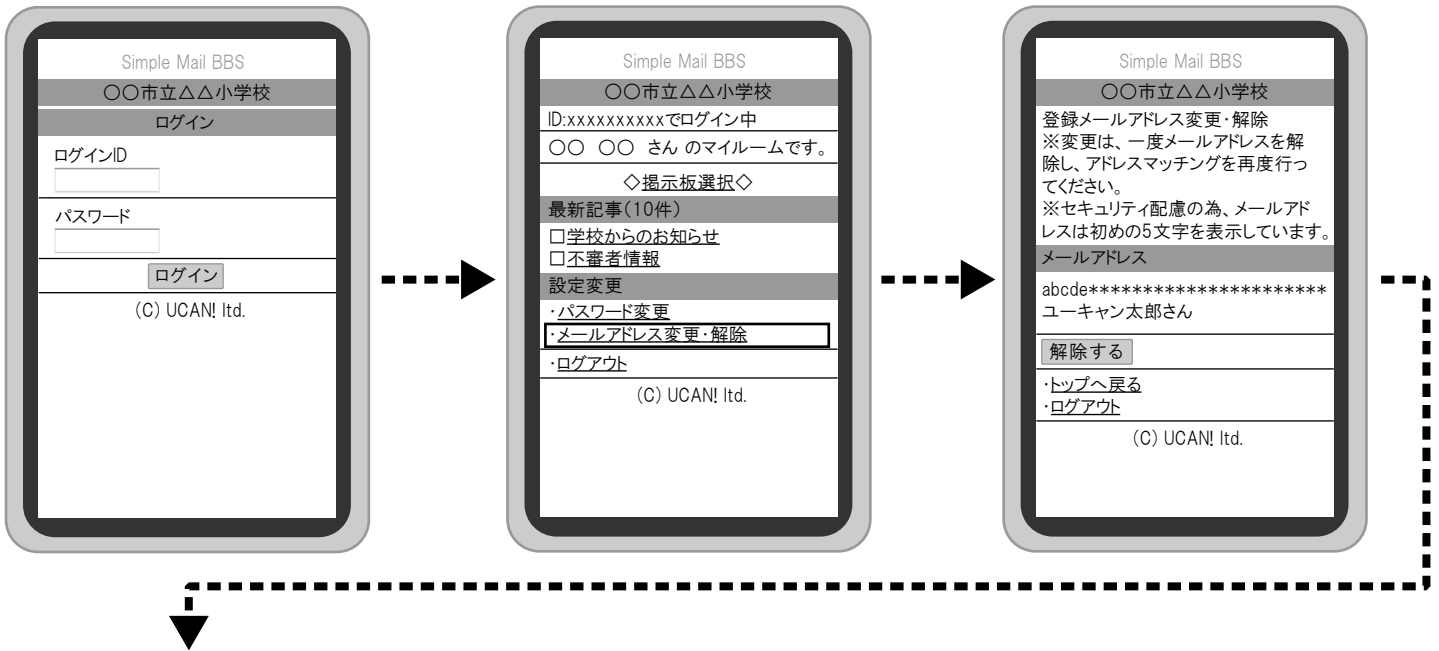 Simple Mail BBS
〇〇市立△△小学校
ログイン
ログインID
パスワード
ログイン
(C) UCAN! ltd.
Simple Mail BBS
〇〇市立△△小学校
ID:xxxxxxxxxxでログイン中
〇〇 〇〇 さん のマイルームです。
◇掲示板選択◇
最新記事(10件)
□学校からのお知らせ
□不審者情報
設定変更
・パスワード変更
・メールアドレス変更・解除
・ログアウト
(C) UCAN! ltd.
Simple Mail BBS
〇〇市立△△小学校
登録メールアドレス変更・解除
※変更は、一度メールアドレスを解
除し、アドレスマッチングを再度行っ
てください。
※セキュリティ配慮の為、メールアド
レスは初めの5文字を表示しています。
メールアドレス
abcde**********************
ユーキャン太郎さん
解除する
・トップへ戻る
・ログアウト
(C) UCAN! ltd.